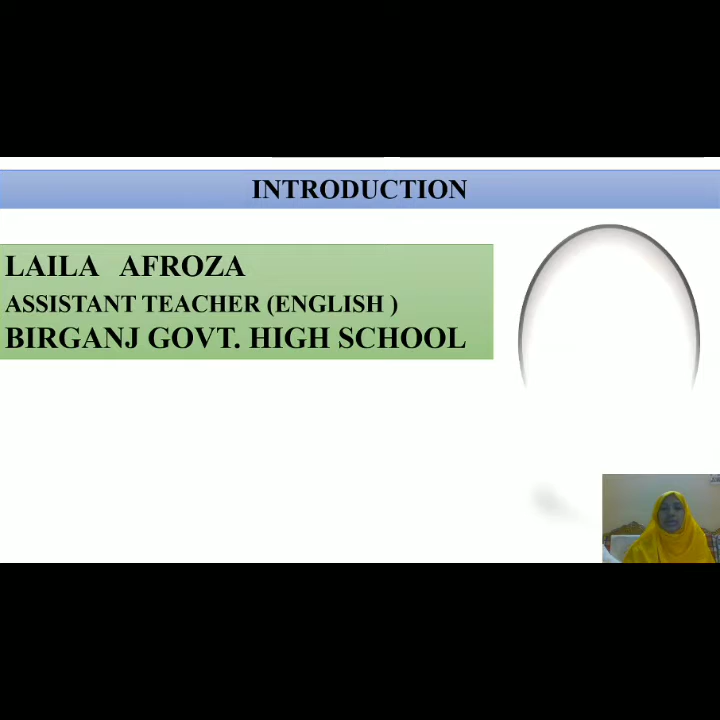 INTRODUCTION
LAILA AFROZA
ASSISTANT TEACHER (ENGLISH )
BIRGANJ GOVT. HIGH SCHOOL